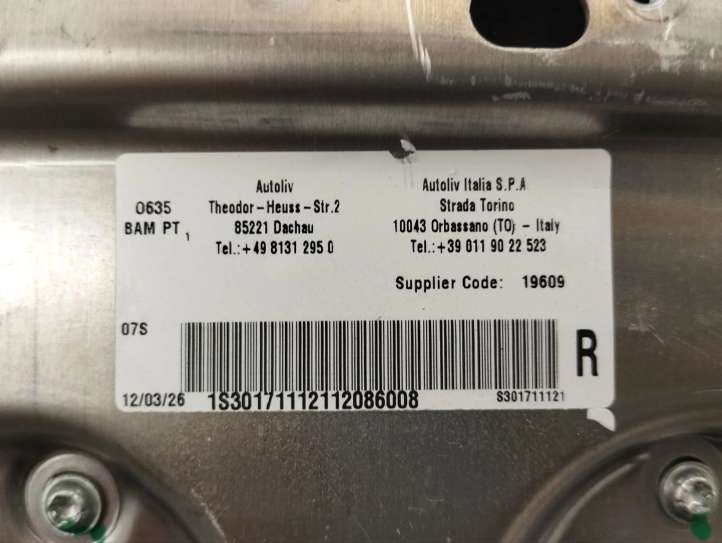 0635
BAM PT 1
Autoliv
Theodor-Heuss-Str.2
85221 Dachau
Tel.:+49 8131 295 0
Autoliv Italia S.P.A
Strada Torino
10043 Orbassano (TO) - Italy
Tel.:+39 011 90 22 523
Supplier Code: 19609
07S
R
12/03/26
1S30171112112086008
S301711121